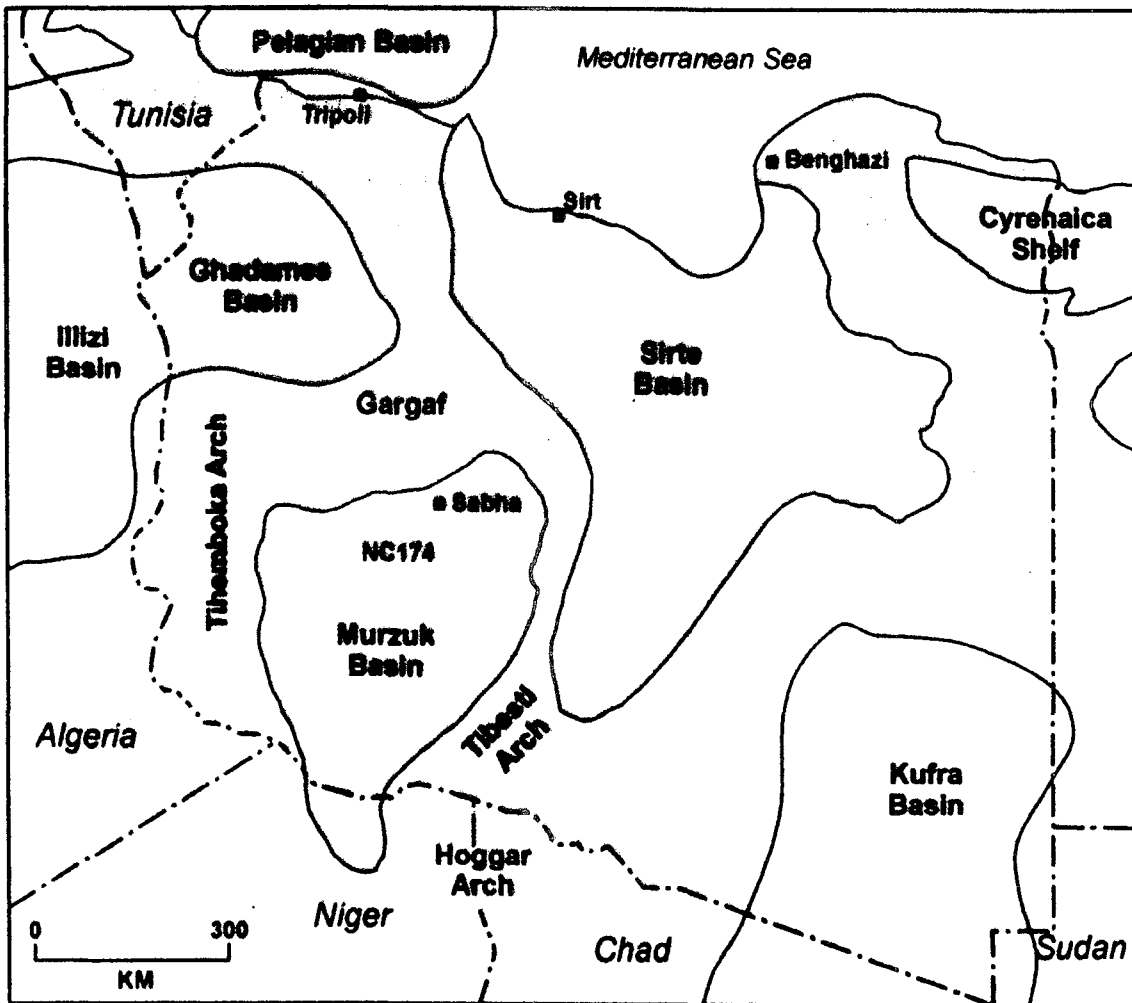 Pelagian Basin
Mediterranean Sea
Tunisia
Tripoli
Benghazi
Sirt
Cyrenaica
Shelf
Ghadames
Basin
Illizi
Basin
Sirte
Basin
Gargaf
Tihemboka Arch
Sabha
NC174
Murzuk
Basin
Tibesti
Arch
Algeria
Kufra
Basin
Hoggar
Arch
Niger
Chad
Sudan
0 300
KM